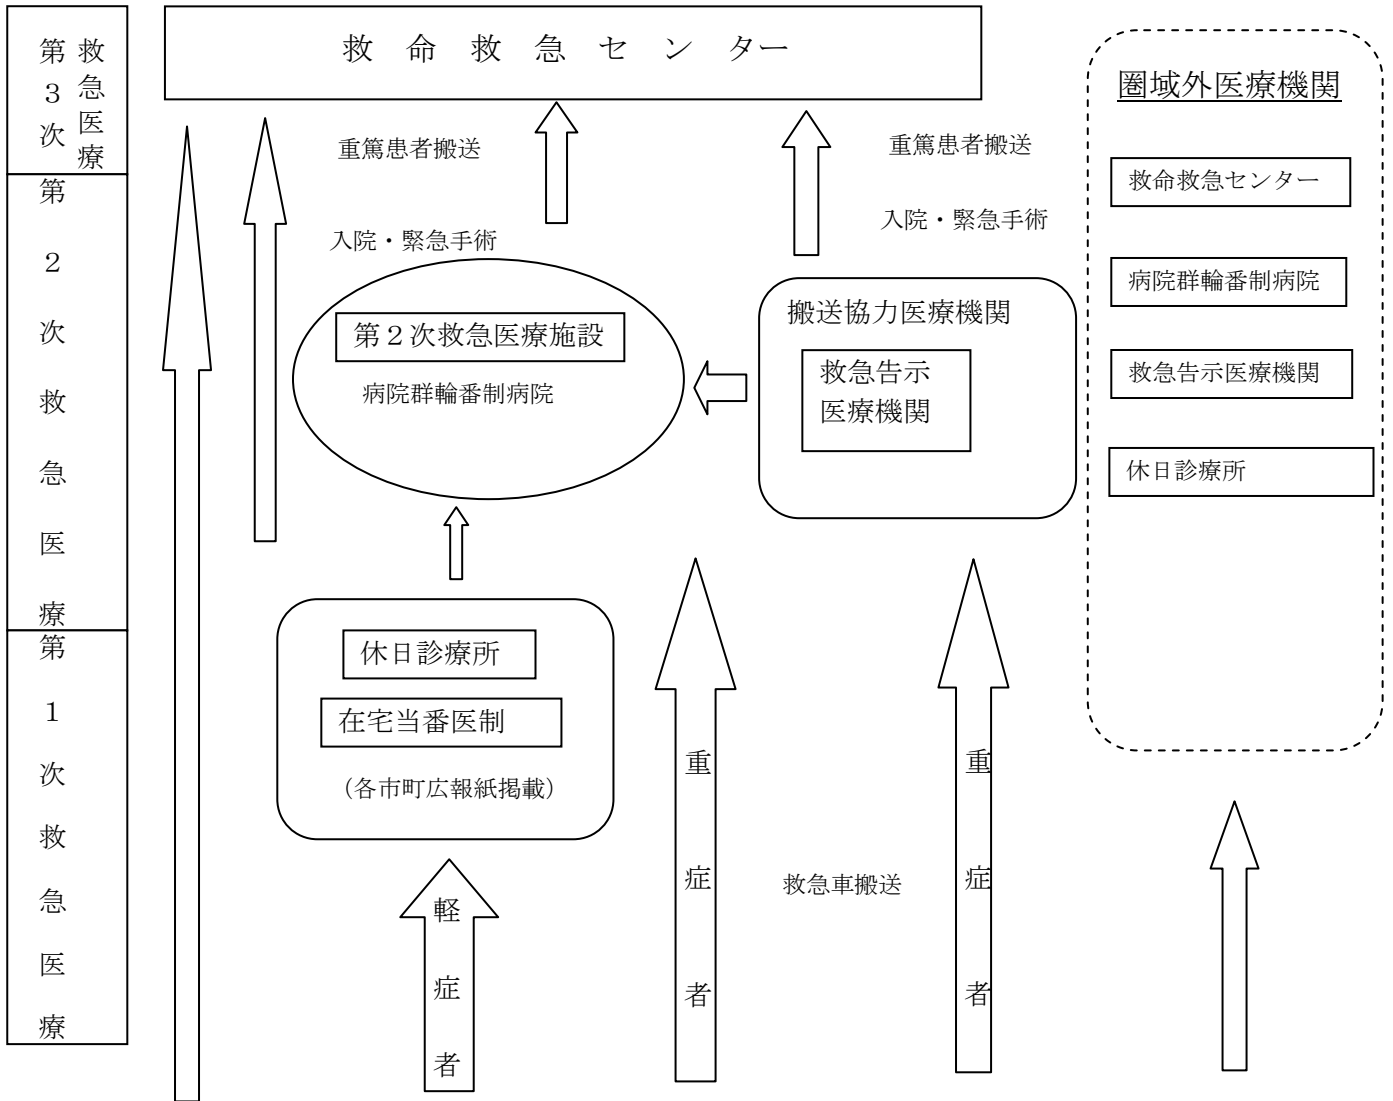 第3次
救急医療
第2次救急医療
第1次救急医療
救命救急センター
重篤患者搬送
重篤患者搬送
入院・緊急手術
入院・緊急手術
第2次救急医療施設
病院群輪番制病院
搬送協力医療機関
救急告示
医療機関
休日診療所
在宅当番医制
（各市町広報紙掲載）
軽症者
重症者
救急車搬送
重症者
圏域外医療機関
救命救急センター
病院群輪番制病院
救急告示医療機関
休日診療所